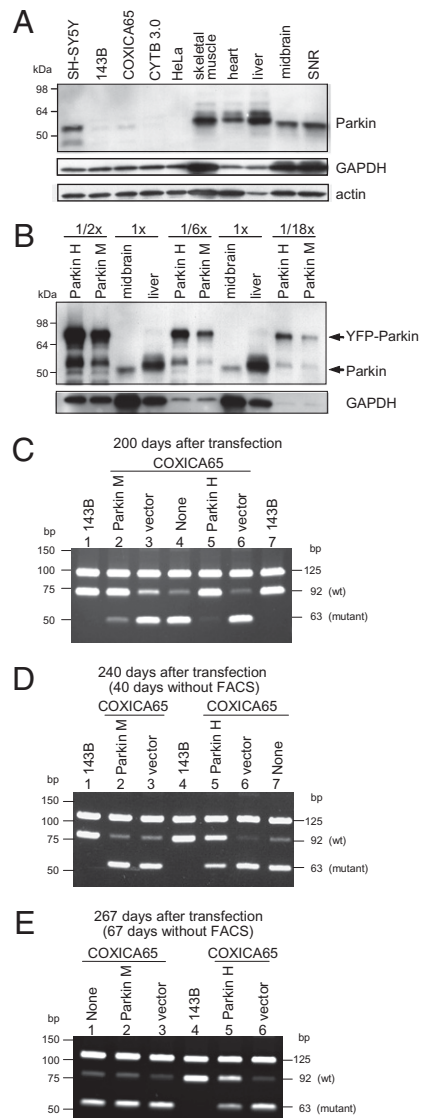 A
SH-SY5Y
143B
COXICA65
CYTB 3.0
HeLa
skeletal
muscle
heart
liver
midbrain
SNR
kDa
98
64
50
Parkin
GAPDH
actin
B
1/2x 1x 1/6x 1x 1/18x
Parkin H
Parkin M
midbrain
liver
Parkin H
Parkin M
midbrain
liver
Parkin H
Parkin M
kDa
98
64
50
YFP-Parkin
Parkin
GAPDH
C
200 days after transfection
COXICA65
143B
Parkin M
vector
None
Parkin H
vector
143B
bp 1 2 3 4 5 6 7 bp
150
100
75
50
125
92 (wt)
63 (mutant)
D
240 days after transfection
(40 days without FACS)
COXICA65 COXICA65
143B
Parkin M
vector
143B
Parkin H
vector
None
bp 1 2 3 4 5 6 7 bp
150
100
75
50
125
92 (wt)
63 (mutant)
E
267 days after transfection
(67 days without FACS)
COXICA65 COXICA65
None
Parkin M
vector
143B
Parkin H
vector
bp 1 2 3 4 5 6 bp
150
100
75
50
125
92 (wt)
63 (mutant)